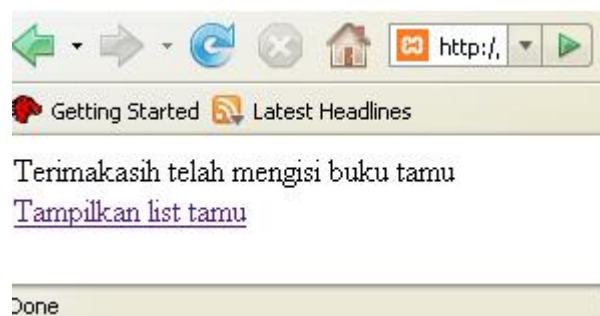 http:/,
Getting Started Latest Headlines
Terimakasih telah mengisi buku tamu
Tampilkan list tamu
Done